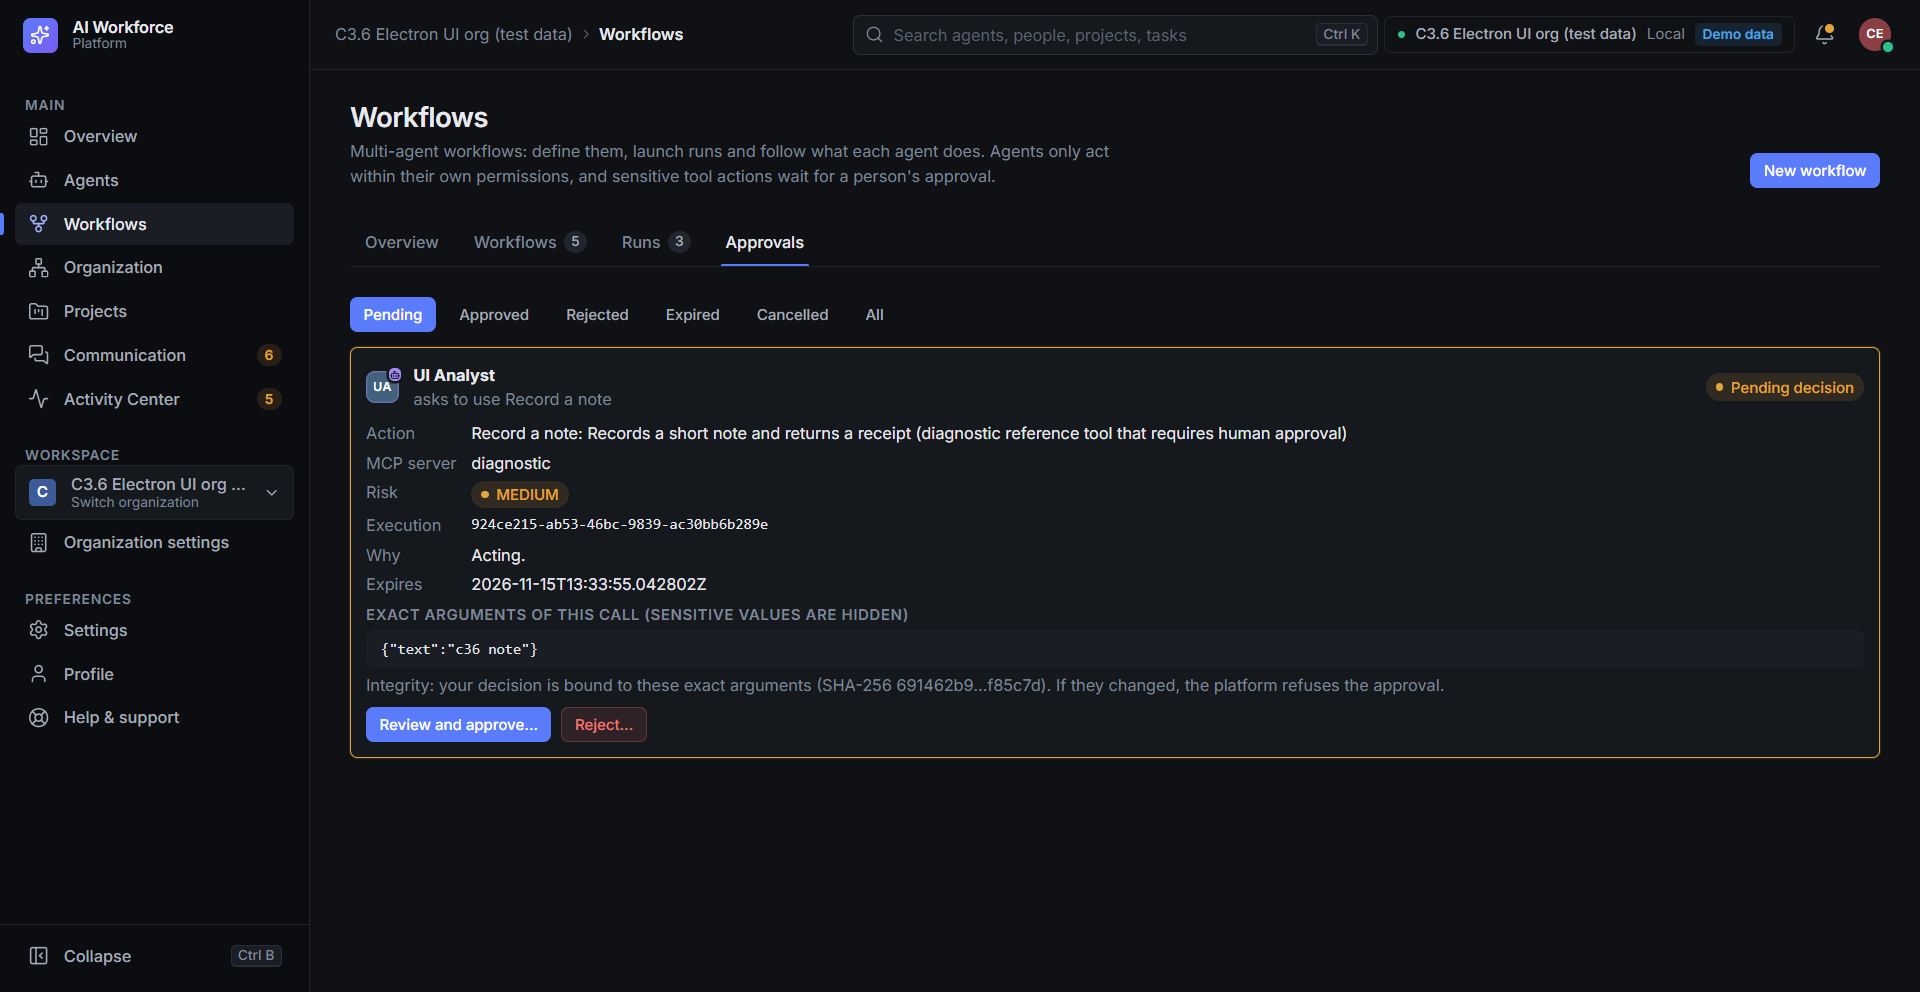 AI Workforce
Platform
MAIN
Overview
Agents
Workflows
Organization
Projects
Communication 6
Activity Center 5
WORKSPACE
C
C3.6 Electron UI org ...
Switch organization
Organization settings
PREFERENCES
Settings
Profile
Help & support
Collapse Ctrl B
C3.6 Electron UI org (test data) > Workflows
Search agents, people, projects, tasks Ctrl K
C3.6 Electron UI org (test data) Local Demo data
CE
Workflows
Multi-agent workflows: define them, launch runs and follow what each agent does. Agents only act
within their own permissions, and sensitive tool actions wait for a person's approval.
New workflow
Overview Workflows 5 Runs 3 Approvals
Pending Approved Rejected Expired Cancelled All
UA
UI Analyst
asks to use Record a note
Pending decision
Action Record a note: Records a short note and returns a receipt (diagnostic reference tool that requires human approval)
MCP server diagnostic
Risk MEDIUM
Execution 924ce215-ab53-46bc-9839-ac30bb6b289e
Why Acting.
Expires 2026-11-15T13:33:55.042802Z
EXACT ARGUMENTS OF THIS CALL (SENSITIVE VALUES ARE HIDDEN)
{"text":"c36 note"}
Integrity: your decision is bound to these exact arguments (SHA-256 691462b9...f85c7d). If they changed, the platform refuses the approval.
Review and approve... Reject...